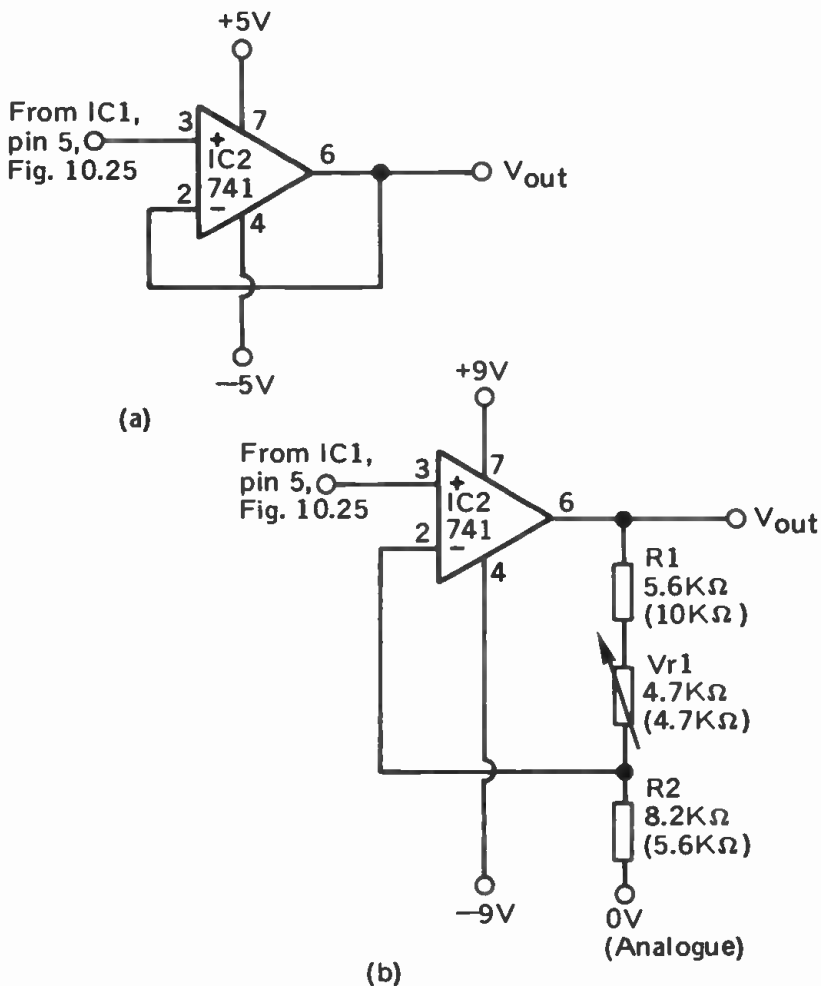 +5V
From IC1,
pin 5,
Fig. 10.25
3
7
+
IC2
6
Vout
2
741
−
4
−5V
(a)
+9V
From IC1,
pin 5,
Fig. 10.25
3
7
+
IC2
6
Vout
2
741
−
4
R1
5.6KΩ
(10KΩ)
Vr1
4.7KΩ
(4.7KΩ)
R2
8.2KΩ
(5.6KΩ)
−9V
0V
(Analogue)
(b)